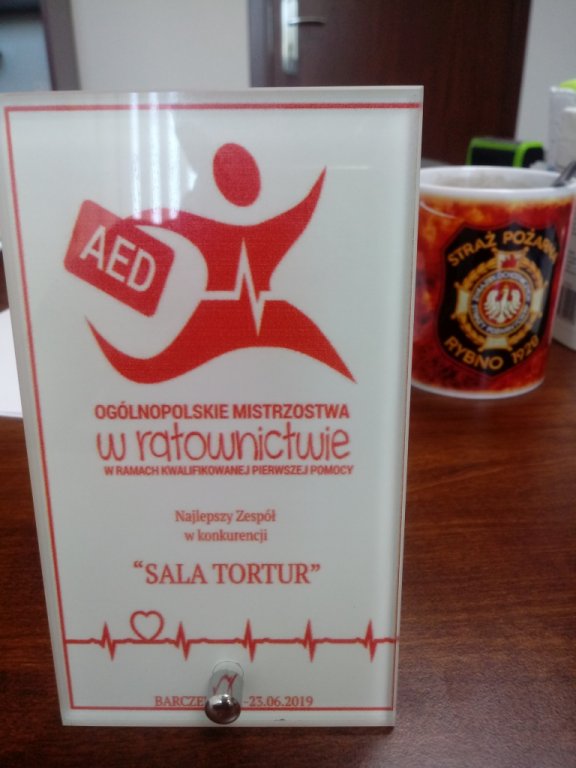 AED
OGÓLNOPOLSKIE MISTRZOSTWA
w ratownictwie
W RAMACH KWALIFIKOWANEJ PIERWSZEJ POMOCY
Najlepszy Zespół
w konkurencji
“SALA TORTUR”
-23.06.2019
STRAŻ POŻARNA
RYBNO 1920